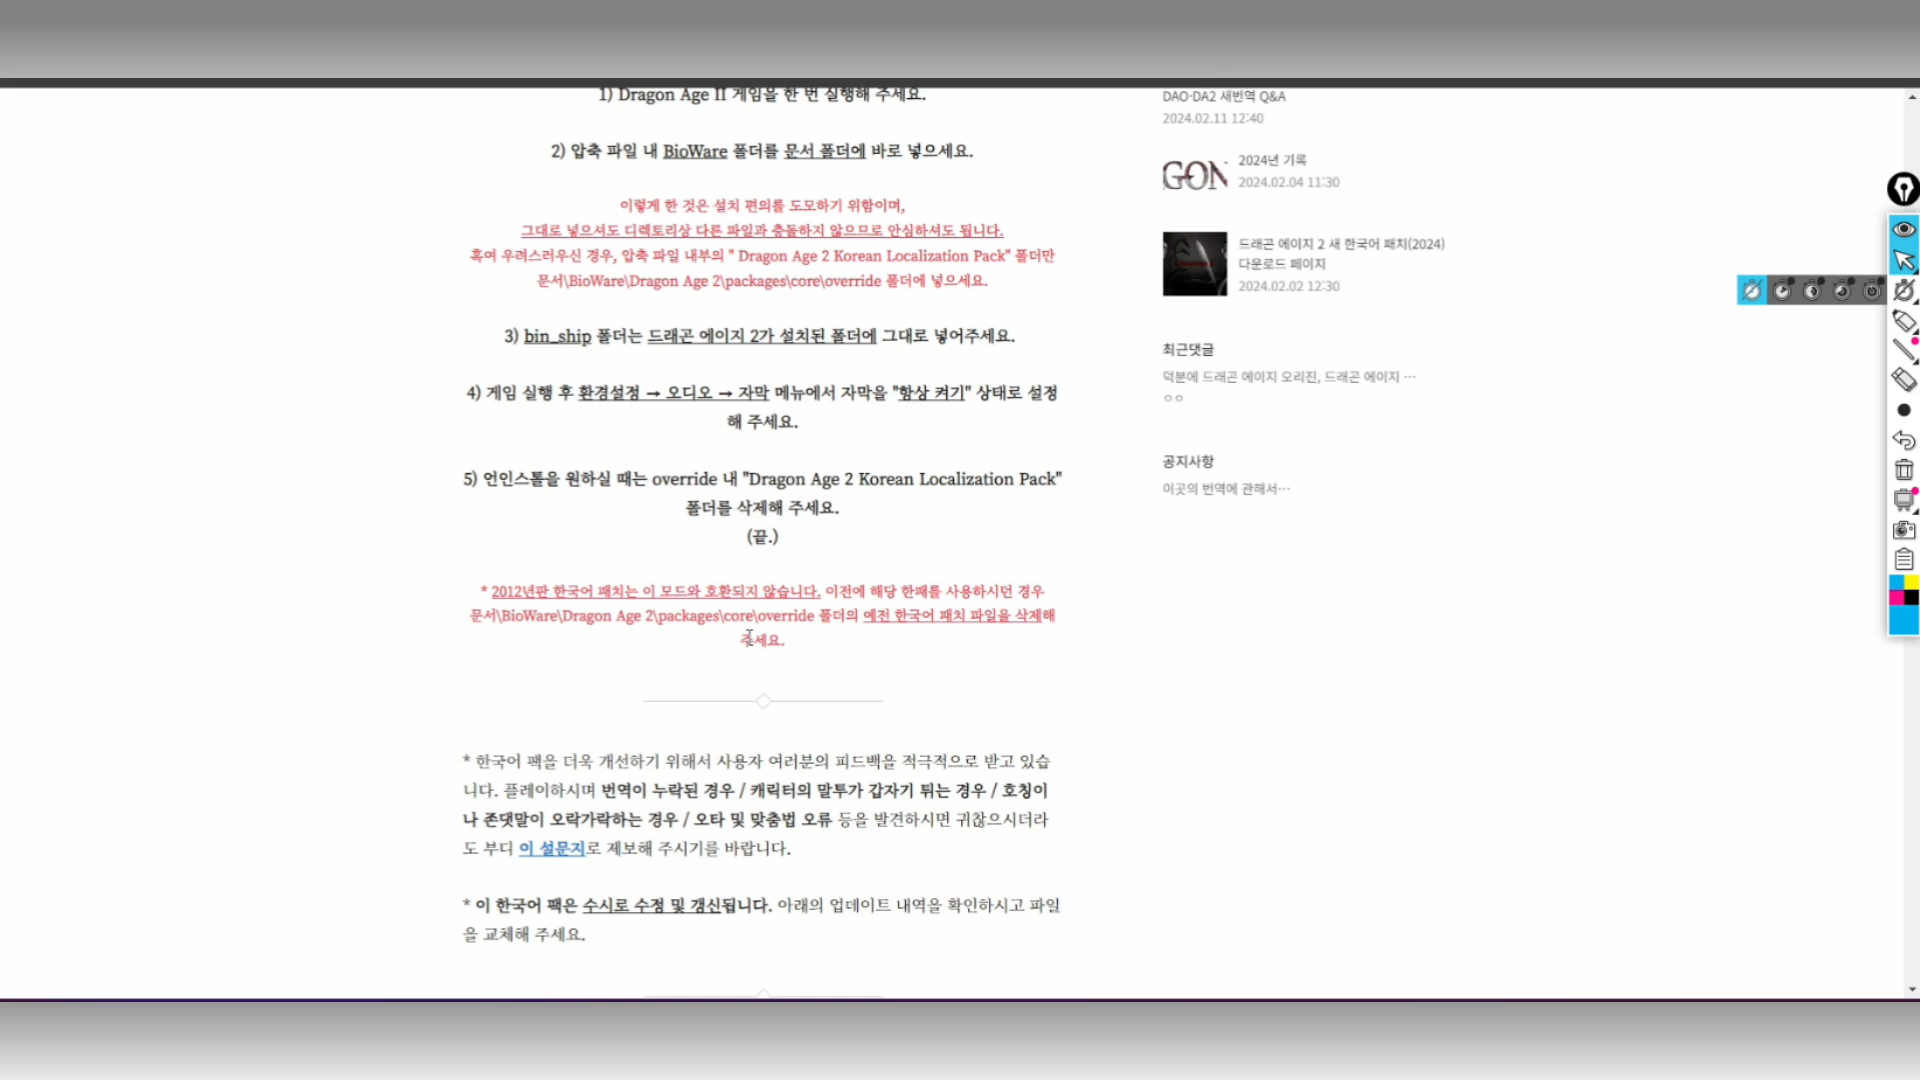 1) Dragon Age II 게임을 한 번 실행해 주세요.
2) 압축 파일 내 BioWare 폴더를 문서 폴더에 바로 넣으세요.
이렇게 한 것은 설치 편의를 도모하기 위함이며,
그대로 넣으셔도 디렉토리상 다른 파일과 충돌하지 않으므로 안심하셔도 됩니다.
혹여 우려스러우신 경우, 압축 파일 내부의 " Dragon Age 2 Korean Localization Pack" 폴더만
문서\BioWare\Dragon Age 2\packages\core\override 폴더에 넣으세요.
3) bin_ship 폴더는 드래곤 에이지 2가 설치된 폴더에 그대로 넣어주세요.
4) 게임 실행 후 환경설정 → 오디오 → 자막 메뉴에서 자막을 "항상 켜기" 상태로 설정
해 주세요.
5) 언인스톨을 원하실 때는 override 내 "Dragon Age 2 Korean Localization Pack"
폴더를 삭제해 주세요.
(끝.)
* 2012년판 한국어 패치는 이 모드와 호환되지 않습니다. 이전에 해당 한패를 사용하시던 경우
문서\BioWare\Dragon Age 2\packages\core\override 폴더의 예전 한국어 패치 파일을 삭제해
주세요.
* 한국어 팩을 더욱 개선하기 위해서 사용자 여러분의 피드백을 적극적으로 받고 있습
니다. 플레이하시며 번역이 누락된 경우 / 캐릭터의 말투가 갑자기 튀는 경우 / 호칭이
나 존댓말이 오락가락하는 경우 / 오타 및 맞춤법 오류 등을 발견하시면 귀찮으시더라
도 부디 이 설문지로 제보해 주시기를 바랍니다.
* 이 한국어 팩은 수시로 수정 및 갱신됩니다. 아래의 업데이트 내역을 확인하시고 파일
을 교체해 주세요.
DAO·DA2 새번역 Q&A
2024.02.11 12:40
GON
2024년 기록
2024.02.04 11:30
드래곤 에이지 2 새 한국어 패치(2024)
다운로드 페이지
2024.02.02 12:30
최근댓글
덕분에 드래곤 에이지 오리진, 드래곤 에이지 ···
ㅇㅇ
공지사항
이곳의 번역에 관해서···